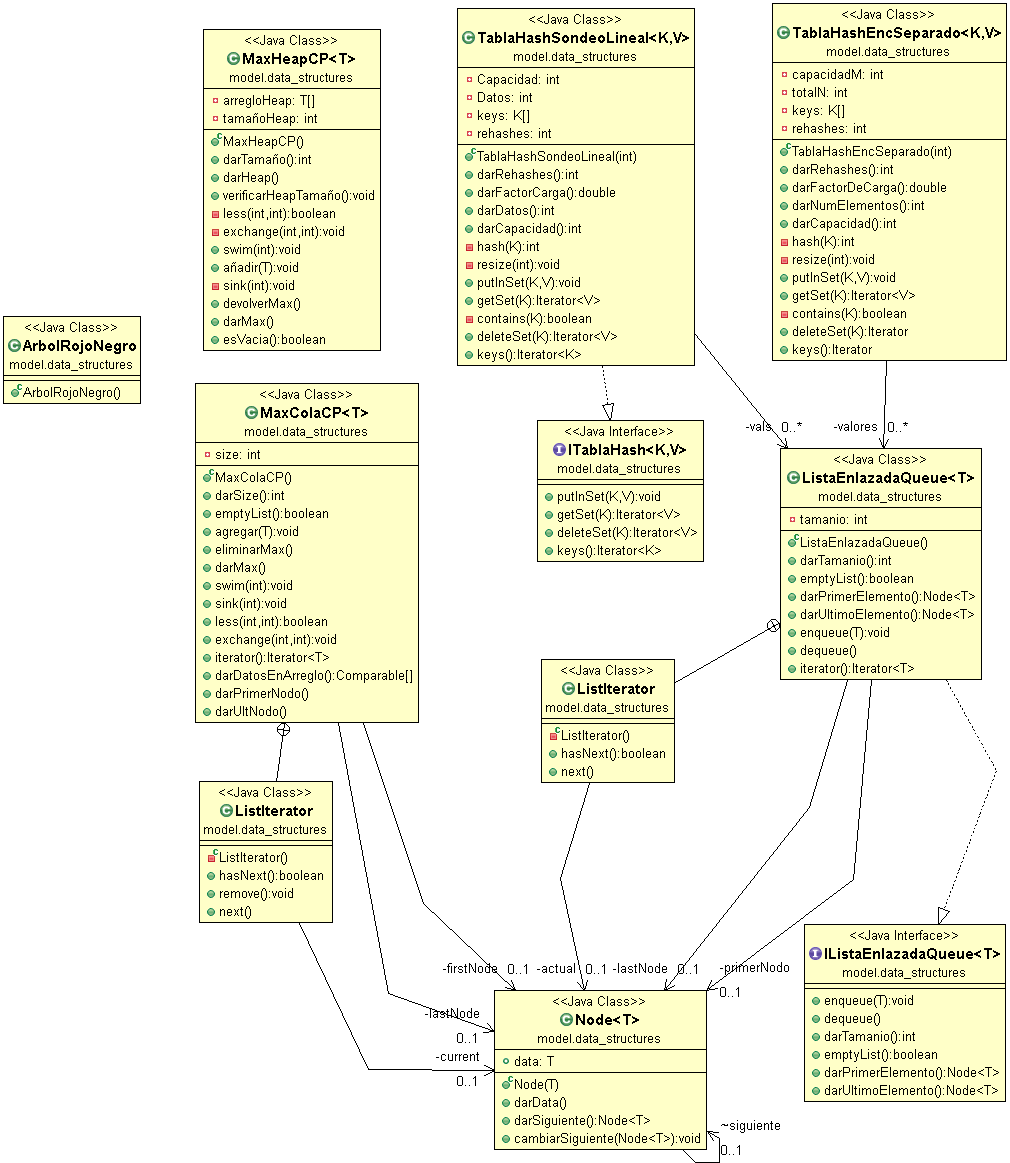 <<Java Class>>
MaxHeapCP<T>
model.data_structures
arregloHeap: T[]
tamañoHeap: int
MaxHeapCP()
darTamaño():int
darHeap()
verificarHeapTamaño():void
less(int,int):boolean
exchange(int,int):void
swim(int):void
añadir(T):void
sink(int):void
devolverMax()
darMax()
esVacia():boolean
<<Java Class>>
TablaHashSondeoLineal<K,V>
model.data_structures
Capacidad: int
Datos: int
keys: K[]
rehashes: int
TablaHashSondeoLineal(int)
darRehashes():int
darFactorCarga():double
darDatos():int
darCapacidad():int
hash(K):int
resize(int):void
putInSet(K,V):void
getSet(K):Iterator<V>
contains(K):boolean
deleteSet(K):Iterator<V>
keys():Iterator<K>
<<Java Class>>
TablaHashEncSeparado<K,V>
model.data_structures
capacidadM: int
totalN: int
keys: K[]
rehashes: int
TablaHashEncSeparado(int)
darRehashes():int
darFactorDeCarga():double
darNumElementos():int
darCapacidad():int
hash(K):int
resize(int):void
putInSet(K,V):void
getSet(K):Iterator<V>
contains(K):boolean
deleteSet(K):Iterator
keys():Iterator
<<Java Class>>
ArbolRojoNegro
model.data_structures
ArbolRojoNegro()
<<Java Class>>
MaxColaCP<T>
model.data_structures
size: int
MaxColaCP()
darSize():int
emptyList():boolean
agregar(T):void
eliminarMax()
darMax()
swim(int):void
sink(int):void
less(int,int):boolean
exchange(int,int):void
iterator():Iterator<T>
darDatosEnArreglo():Comparable[]
darPrimerNodo()
darUltNodo()
<<Java Interface>>
ITablaHash<K,V>
model.data_structures
putInSet(K,V):void
getSet(K):Iterator<V>
deleteSet(K):Iterator<V>
keys():Iterator<K>
-vals 0..*
-valores 0..*
<<Java Class>>
ListaEnlazadaQueue<T>
model.data_structures
tamanio: int
ListaEnlazadaQueue()
darTamanio():int
emptyList():boolean
darPrimerElemento():Node<T>
darUltimoElemento():Node<T>
enqueue(T):void
dequeue()
iterator():Iterator<T>
<<Java Class>>
ListIterator
model.data_structures
ListIterator()
hasNext():boolean
next()
<<Java Class>>
ListIterator
model.data_structures
ListIterator()
hasNext():boolean
remove():void
next()
-firstNode 0..1
-actual 0..1
-lastNode 0..1
-primerNodo
0..1
-lastNode
0..1
-current
0..1
<<Java Class>>
Node<T>
model.data_structures
data: T
Node(T)
darData()
darSiguiente():Node<T>
cambiarSiguiente(Node<T>):void
~siguiente
0..1
<<Java Interface>>
IListaEnlazadaQueue<T>
model.data_structures
enqueue(T):void
dequeue()
darTamanio():int
emptyList():boolean
darPrimerElemento():Node<T>
darUltimoElemento():Node<T>